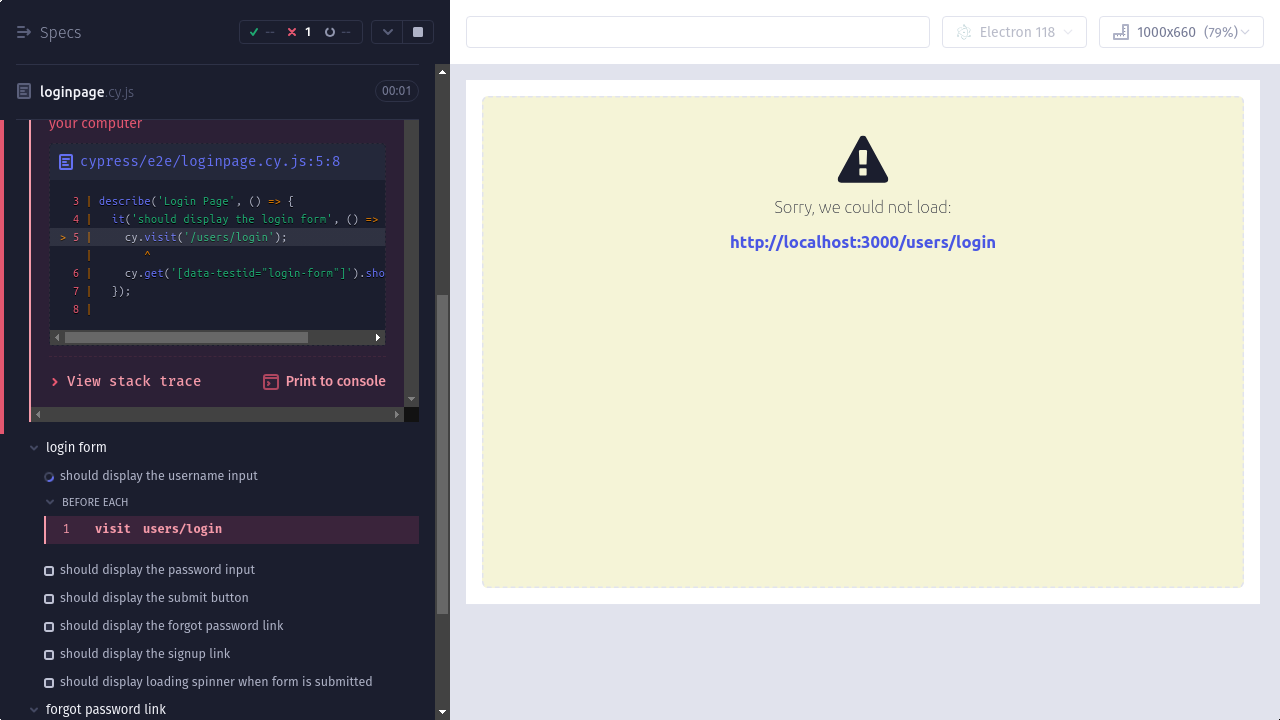 Specs
--
1
--
loginpage.cy.js
00:01
your computer
cypress/e2e/loginpage.cy.js:5:8
3 | describe('Login Page', () => {
4 | it('should display the login form', () =>
> 5 | cy.visit('/users/login');
| ^
6 | cy.get('[data-testid="login-form"]').sho
7 | });
8 |
View stack trace
Print to console
login form
should display the username input
BEFORE EACH
1 visit users/login
should display the password input
should display the submit button
should display the forgot password link
should display the signup link
should display loading spinner when form is submitted
forgot password link
Electron 118
1000x660 (79%)
Sorry, we could not load:
http://localhost:3000/users/login